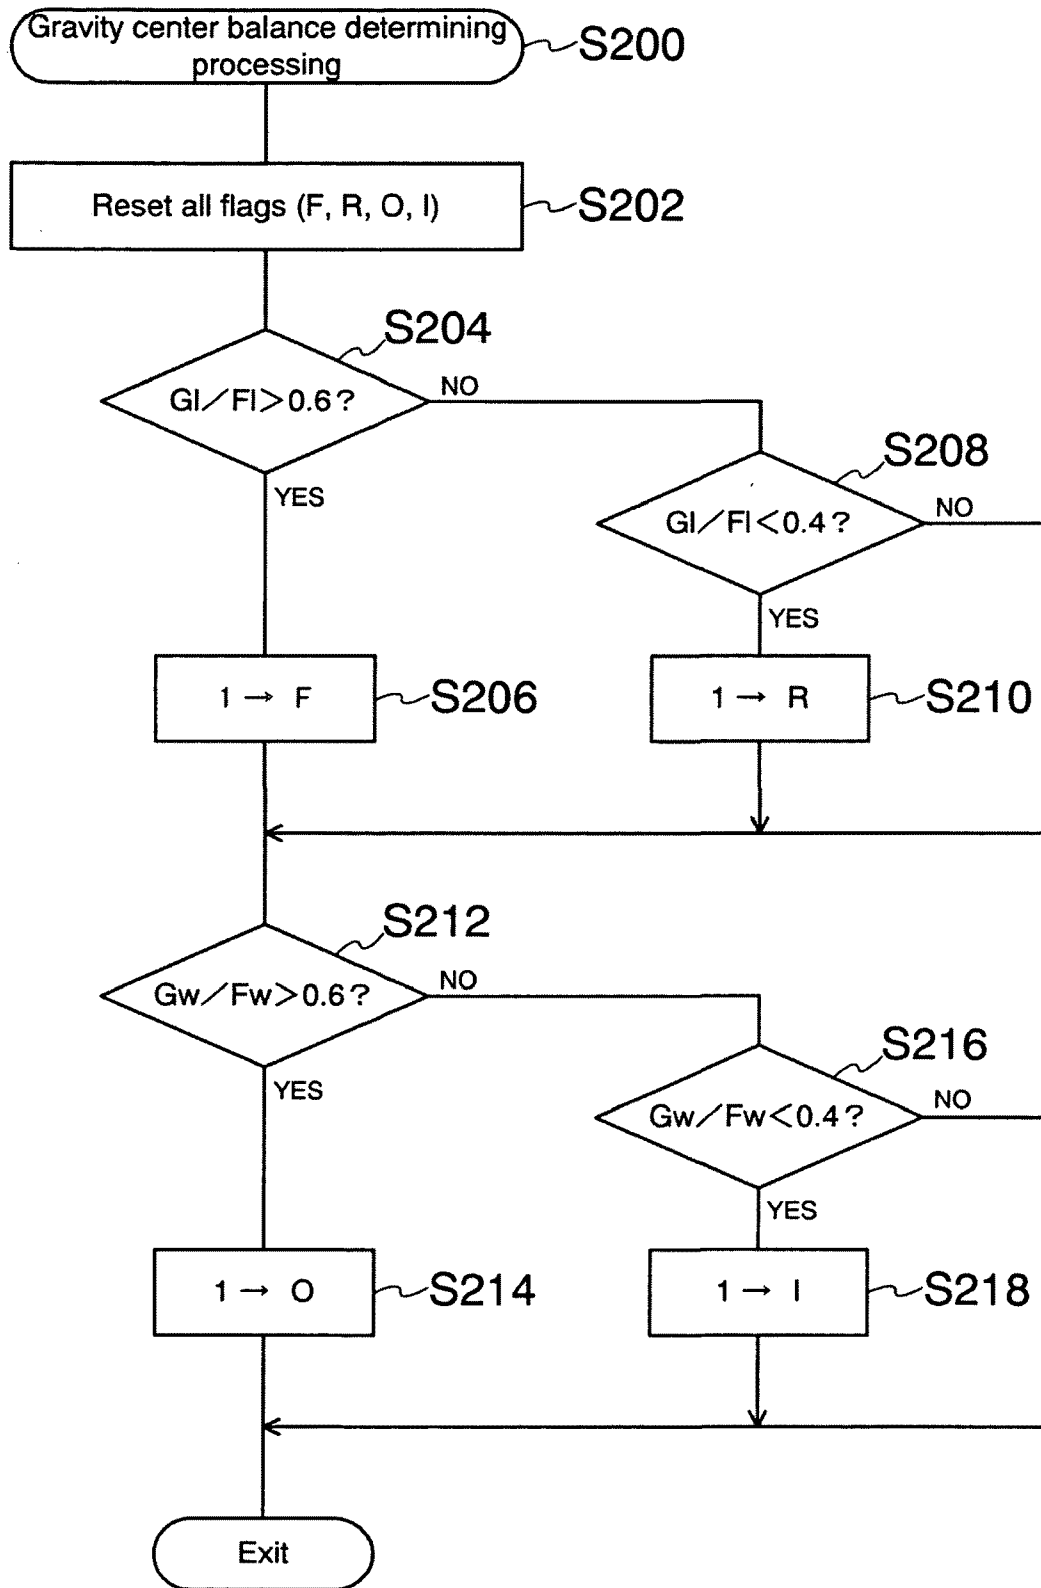 Gravity center balance determining
processing
S200
Reset all flags (F, R, O, I)
S202
S204
Gl/Fl>0.6?
NO
YES
S208
Gl/Fl<0.4?
NO
YES
1 → F
S206
1 → R
S210
S212
Gw/Fw>0.6?
NO
YES
S216
Gw/Fw<0.4?
NO
YES
1 → O
S214
1 → I
S218
Exit